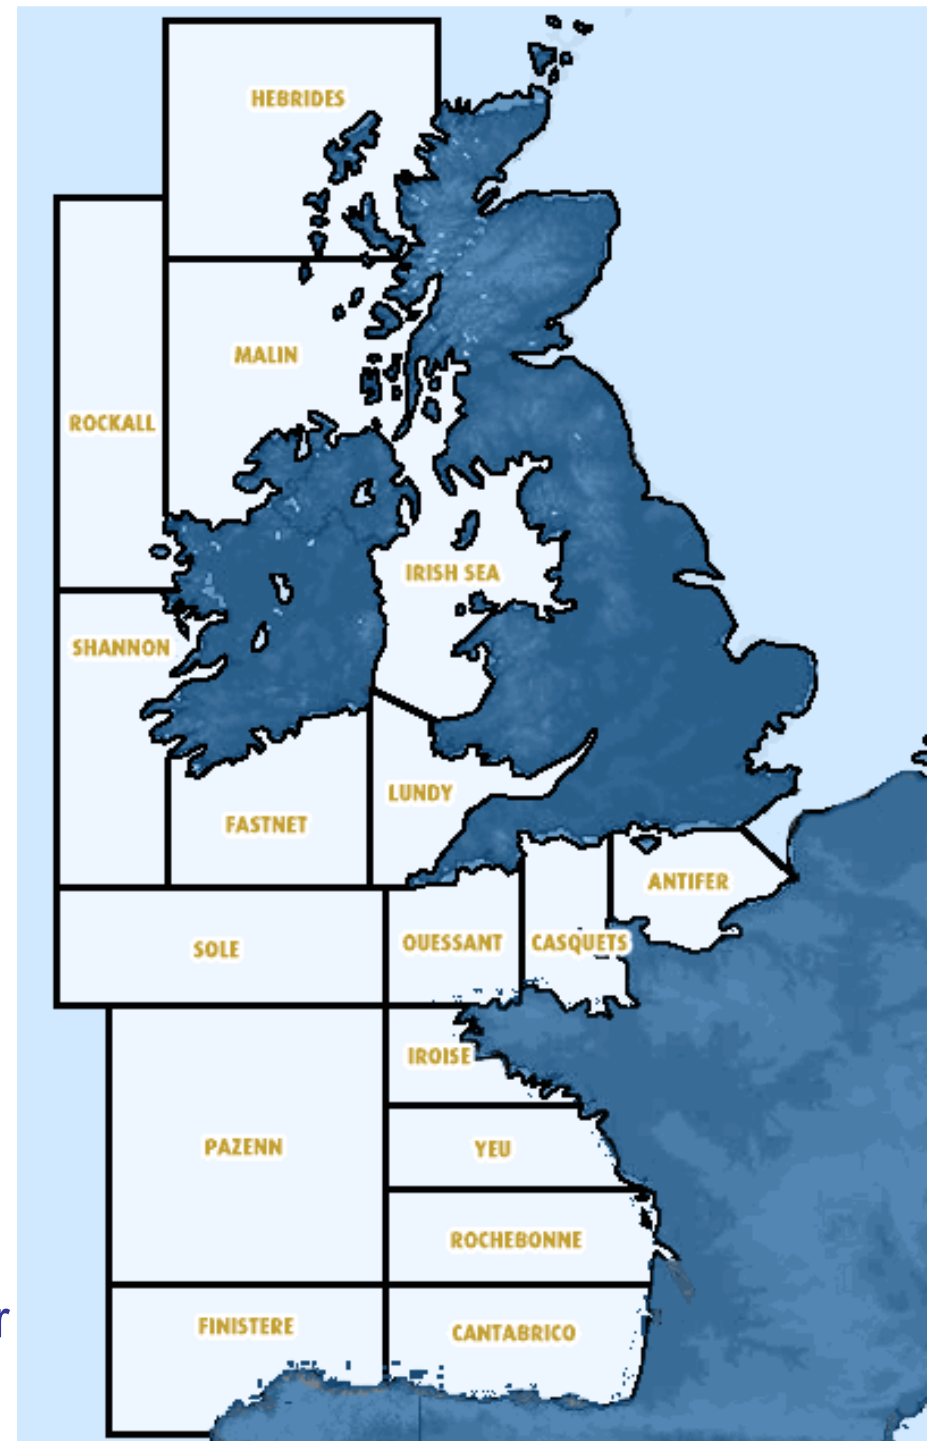 HEBRIDES
MALIN
ROCKALL
IRISH SEA
SHANNON
LUNDY
FASTNET
ANTIFER
SOLE
OUESSANT
CASQUETS
IROISE
PAZENN
YEU
ROCHEBONNE
r
FINISTERE
CANTABRICO